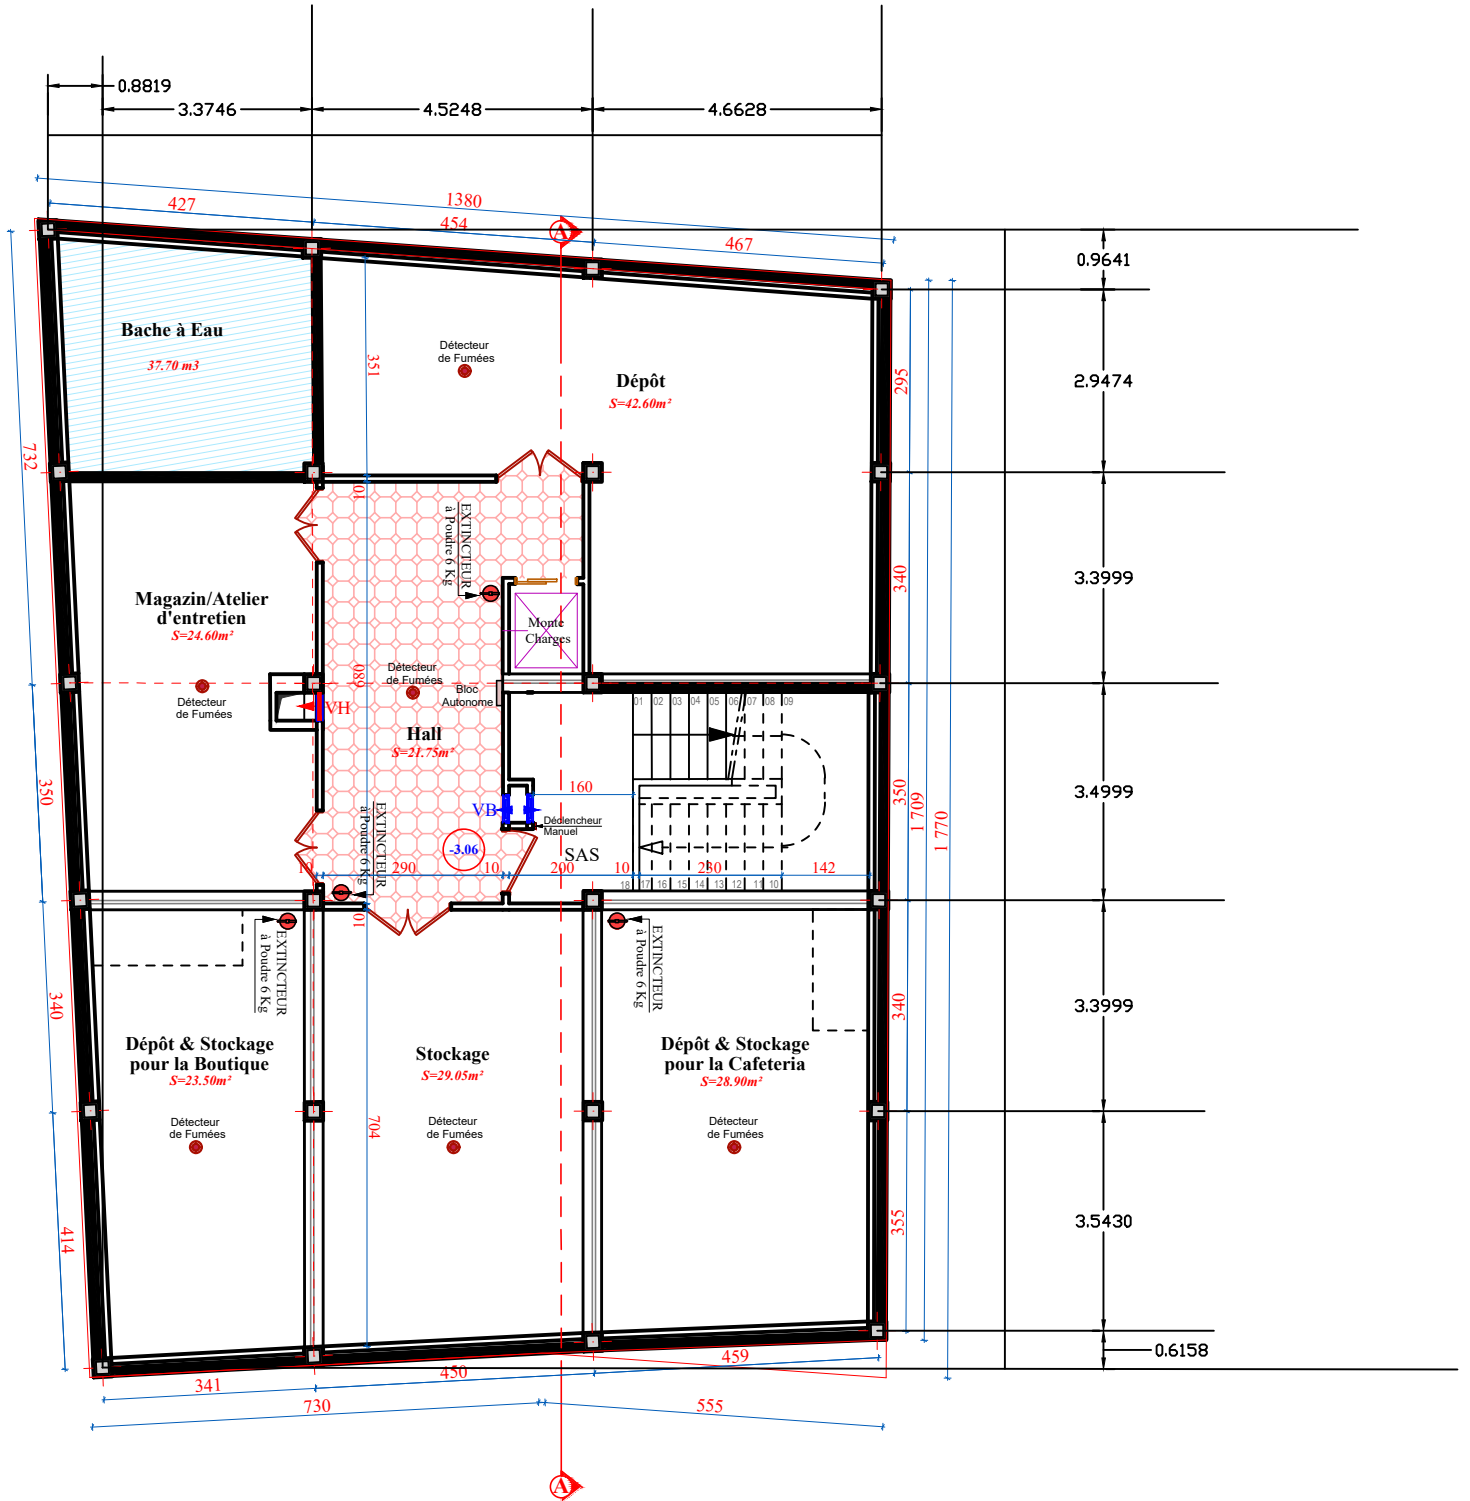 0.8819
3.3746
4.5248
4.6628
1380
427
454
467
A
0.9641
Bache à Eau
37.70 m3
351
Détecteur
de Fumées
Dépôt
S=42.60m²
295
2.9474
732
10
EXTINCTEUR
à Poudre 6 Kg
340
3.3999
Magazin/Atelier
d'entretien
S=24.60m²
Monte
Charges
Détecteur
de Fumées
680
Détecteur
de Fumées
Bloc
Autonome
VH
01
02
03
04
05
06
07
08
09
Hall
S=21.75m²
350
160
350
1 709
1 770
3.4999
EXTINCTEUR
à Poudre 6 Kg
VB
Déclencheur
Manuel
-3.06
SAS
10
290
10
200
10
230
142
18
17
16
15
14
13
12
11
10
10
EXTINCTEUR
à Poudre 6 Kg
EXTINCTEUR
à Poudre 6 Kg
340
340
3.3999
Dépôt & Stockage
pour la Boutique
S=23.50m²
Stockage
S=29.05m²
Dépôt & Stockage
pour la Cafeteria
S=28.90m²
Détecteur
de Fumées
704
Détecteur
de Fumées
Détecteur
de Fumées
414
355
3.5430
0.6158
341
450
459
730
555
A